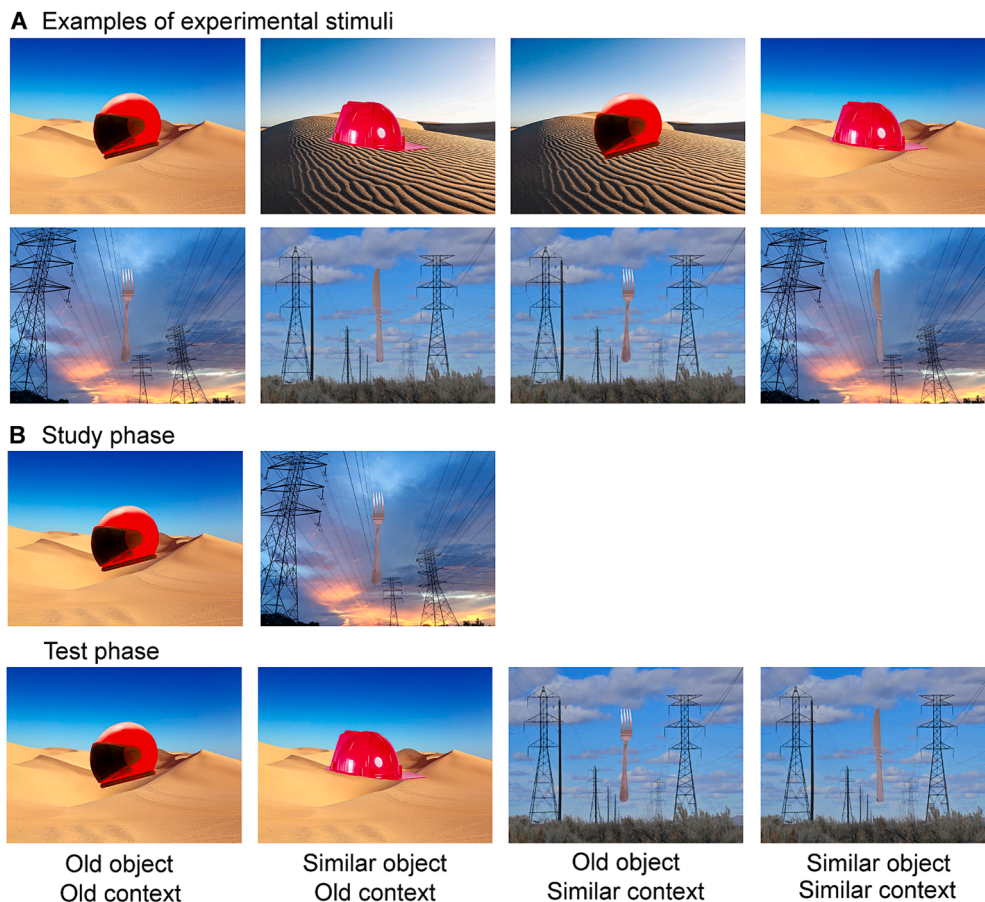 A Examples of experimental stimuli
B Study phase
Test phase
Old object
Old context
Similar object
Old context
Old object
Similar context
Similar object
Similar context